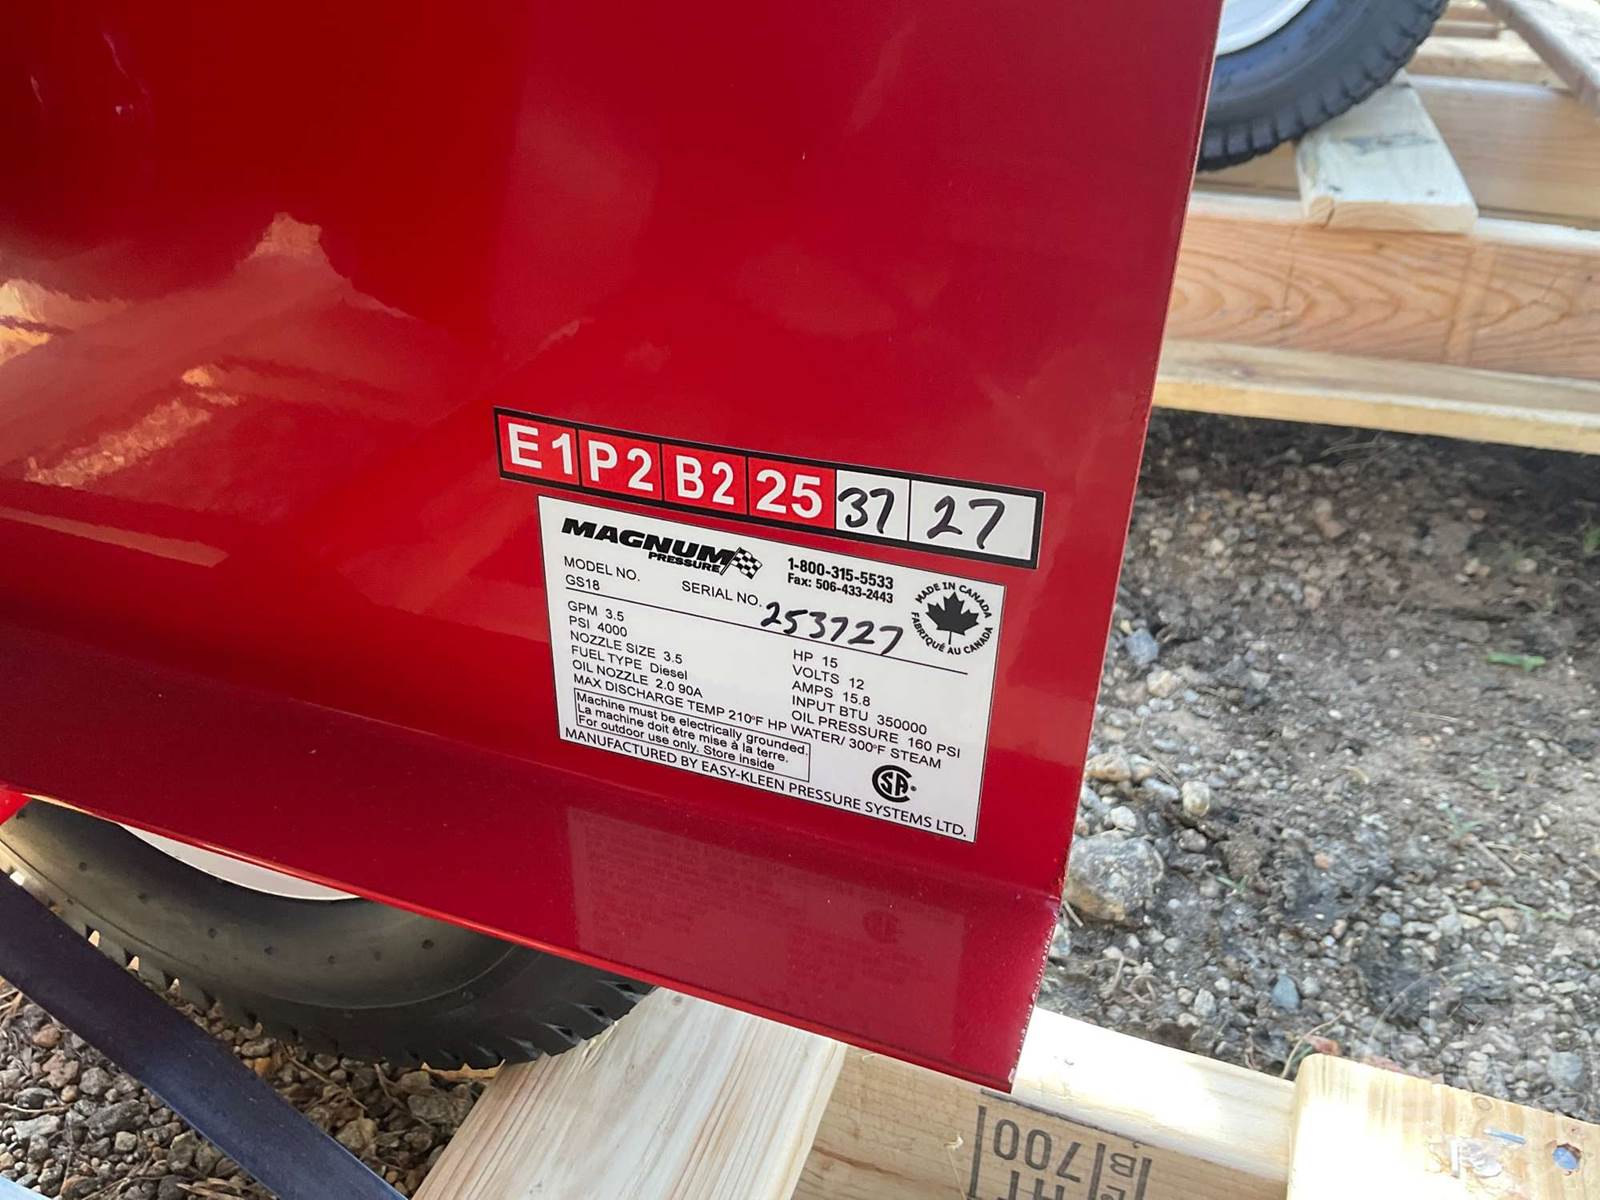 E1 P2 B2 25 37 27
MAGNUM
PRESSURE
1-800-315-5533
Fax: 506-433-2443
MADE IN CANADA
FABRIQUÉ AU CANADA
MODEL NO.
GS18
SERIAL NO. 253727
GPM 3.5
PSI 4000
NOZZLE SIZE 3.5
FUEL TYPE Diesel
OIL NOZZLE 2.0 90A
HP 15
VOLTS 12
AMPS 15.8
INPUT BTU 350000
OIL PRESSURE 160 PSI
MAX DISCHARGE TEMP 210°F HP WATER/ 300°F STEAM
Machine must be electrically grounded.
La machine doit être mise à la terre.
For outdoor use only. Store inside
MANUFACTURED BY EASY-KLEEN PRESSURE SYSTEMS LTD.
700